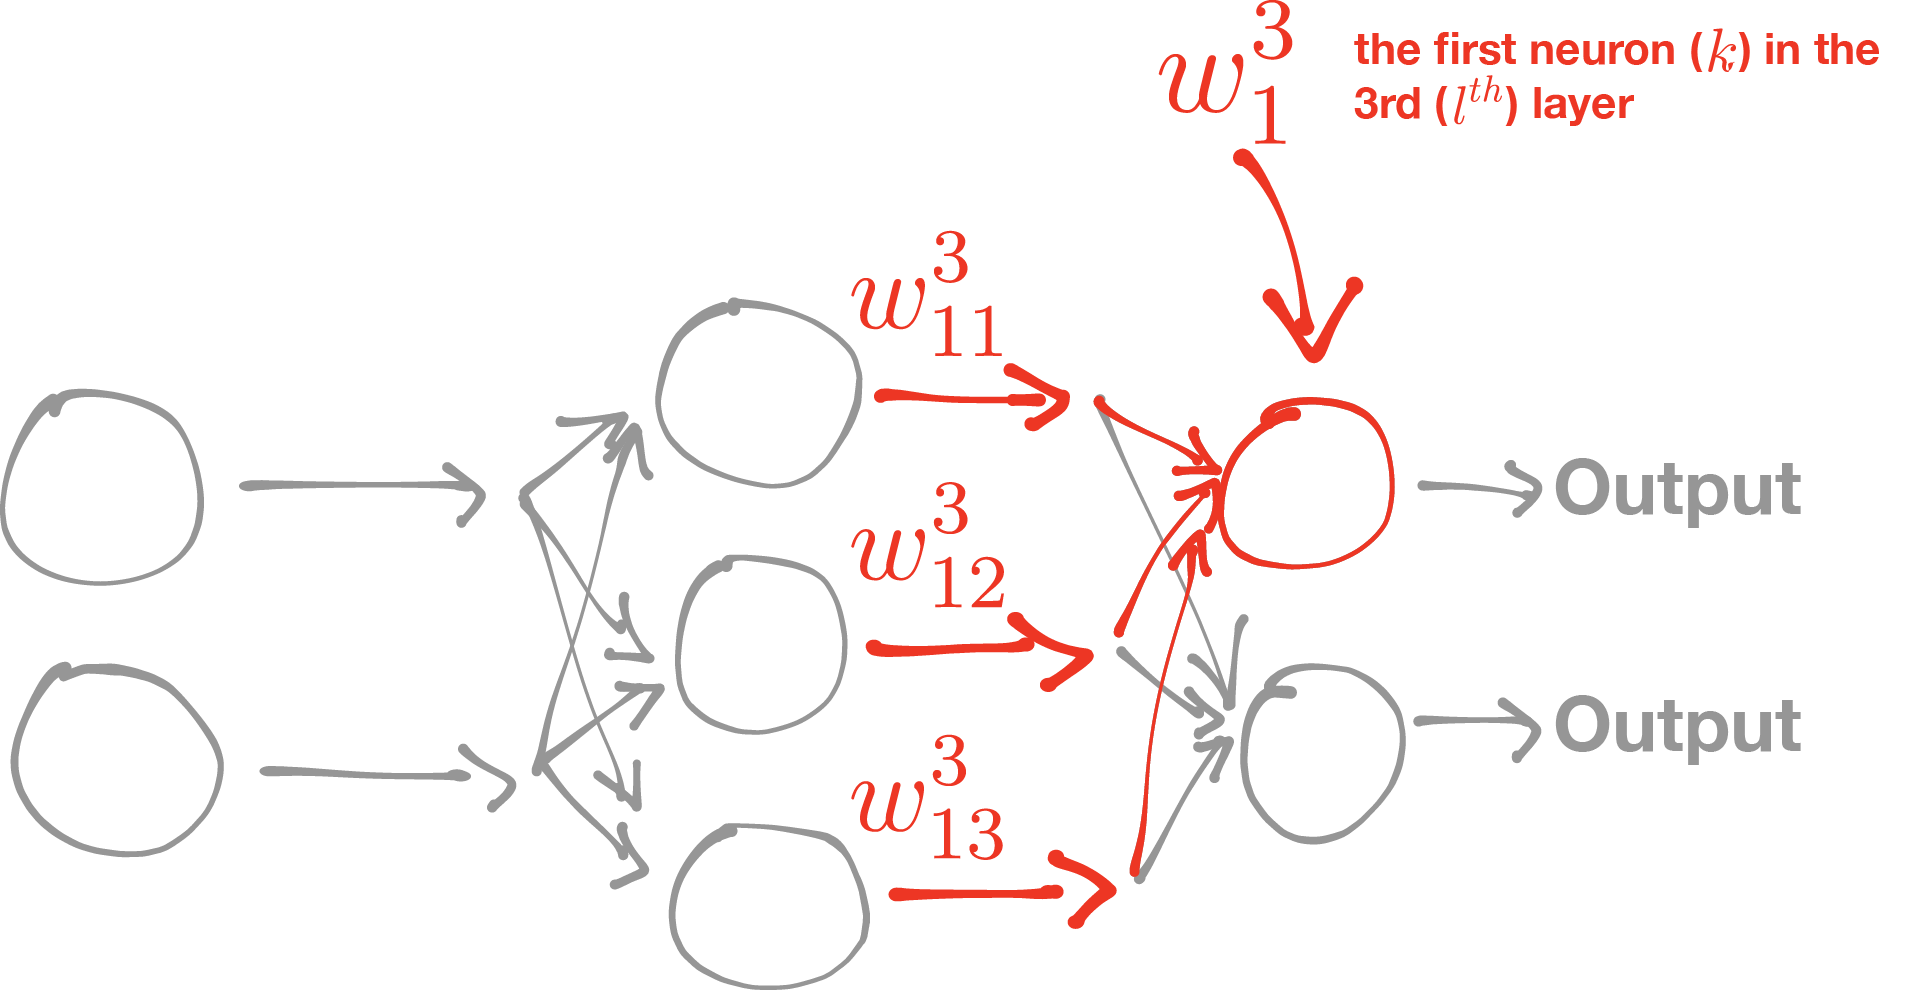 w_1^3
the first neuron (k) in the
3rd (l^{th}) layer
w_{11}^3
w_{12}^3
Output
Output
w_{13}^3